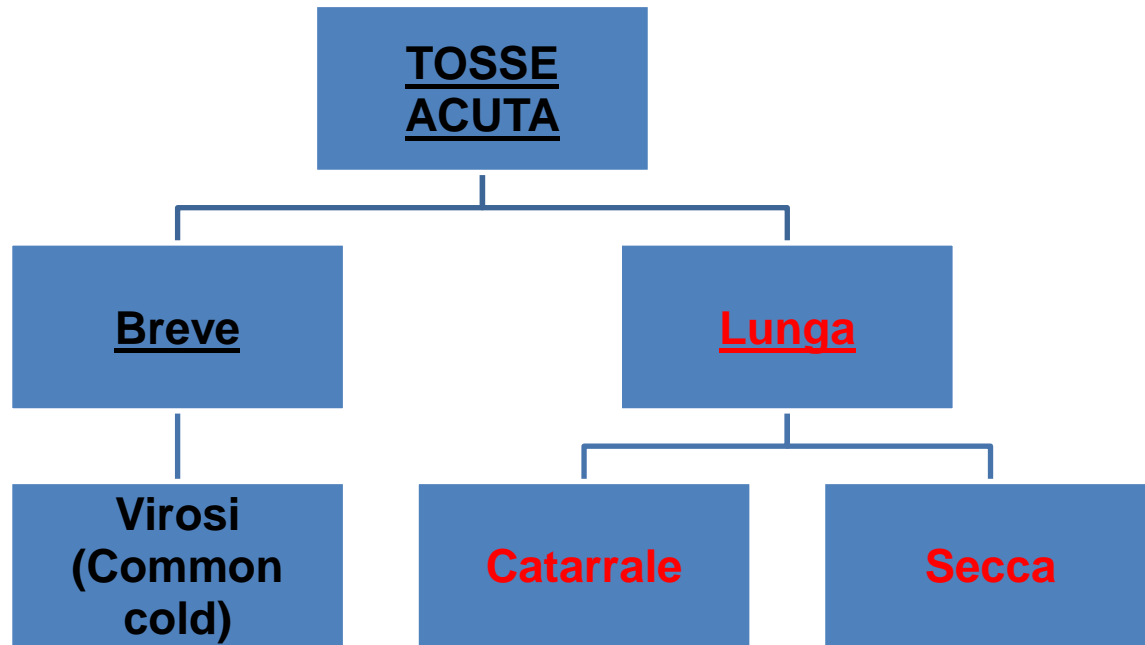 TOSSE
ACUTA
Breve
Lunga
Virosi
(Common
cold)
Catarrale
Secca